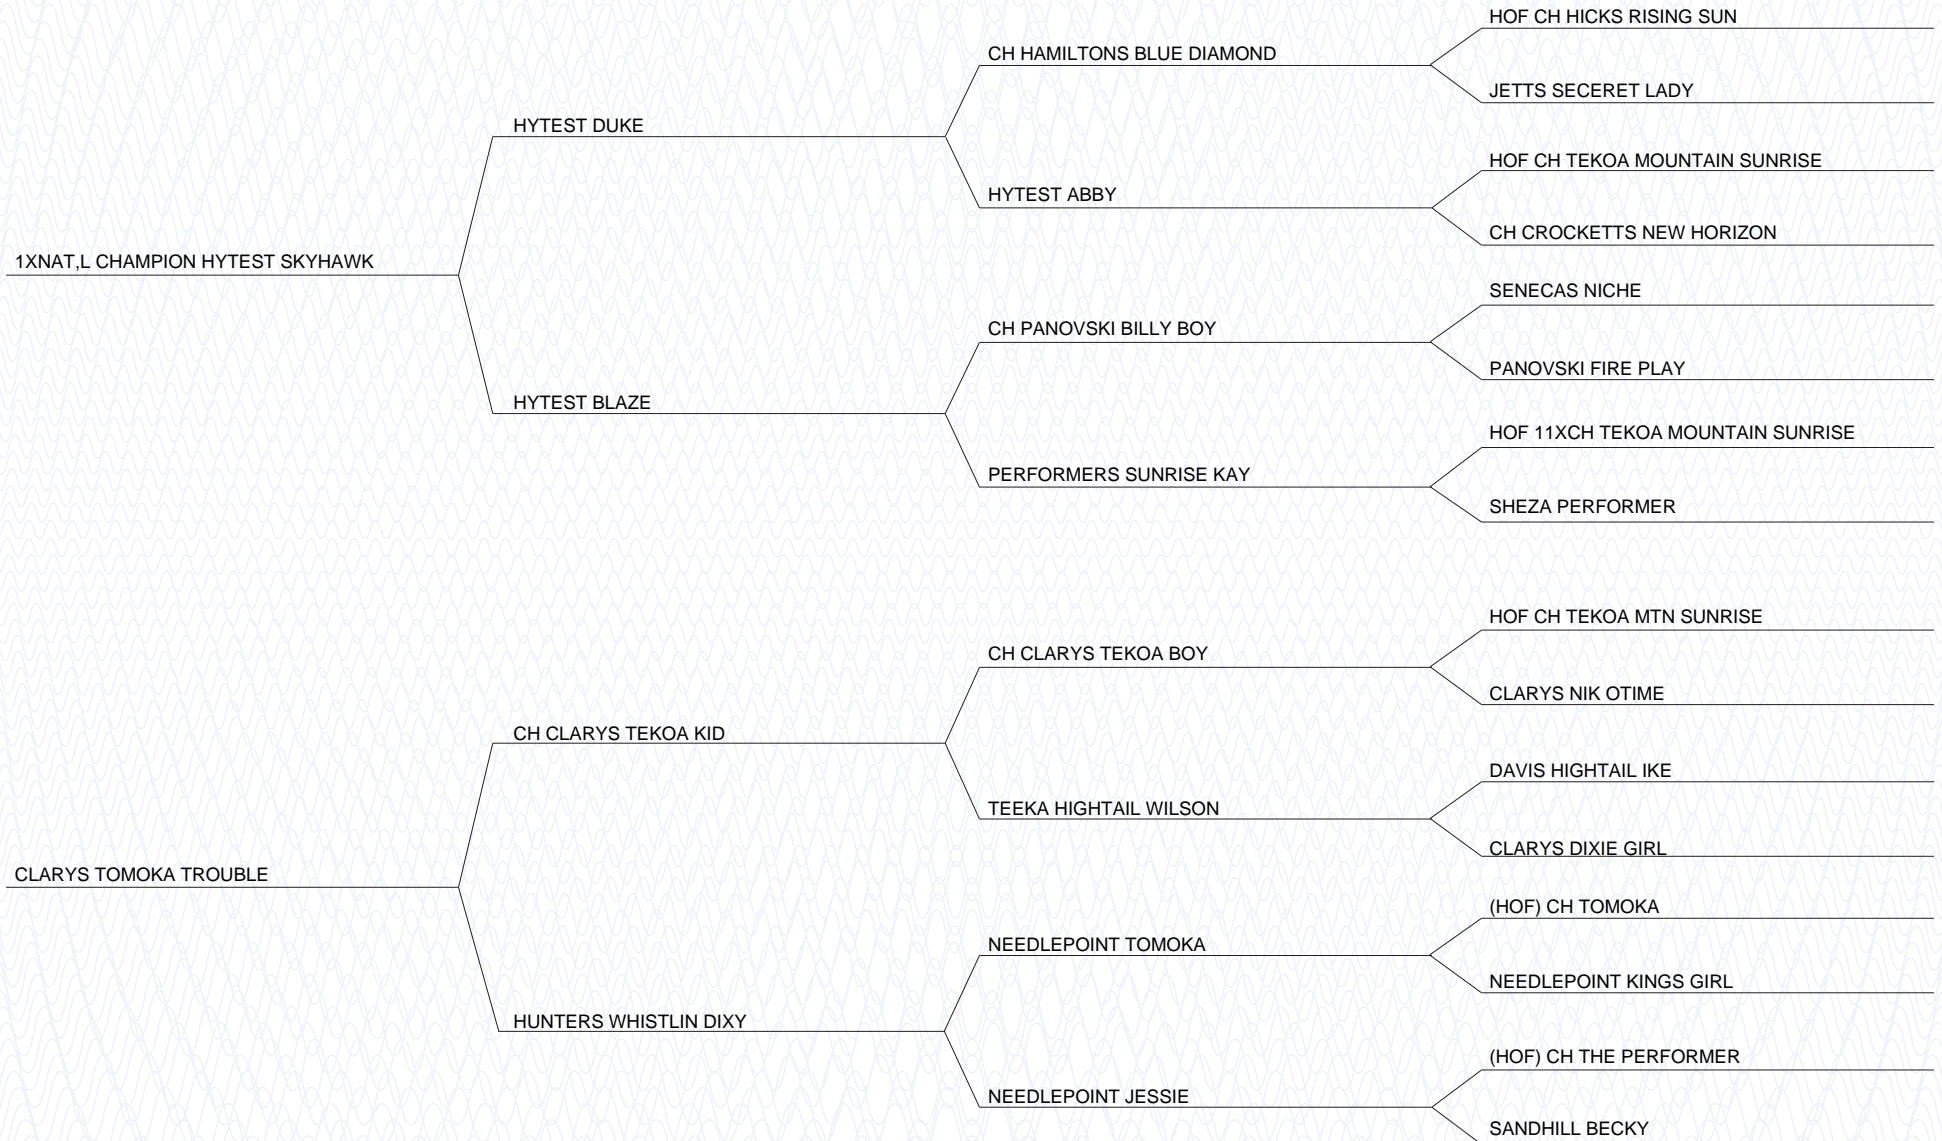 HOF CH HICKS RISING SUN
CH HAMILTONS BLUE DIAMOND
JETTS SECERET LADY
HYTEST DUKE
HOF CH TEKOA MOUNTAIN SUNRISE
HYTEST ABBY
CH CROCKETTS NEW HORIZON
1XNAT,L CHAMPION HYTEST SKYHAWK
SENECAS NICHE
CH PANOVSKI BILLY BOY
PANOVSKI FIRE PLAY
HYTEST BLAZE
HOF 11XCH TEKOA MOUNTAIN SUNRISE
PERFORMERS SUNRISE KAY
SHEZA PERFORMER
HOF CH TEKOA MTN SUNRISE
CH CLARYS TEKOA BOY
CLARYS NIK OTIME
CH CLARYS TEKOA KID
DAVIS HIGHTAIL IKE
TEEKA HIGHTAIL WILSON
CLARYS DIXIE GIRL
CLARYS TOMOKA TROUBLE
(HOF) CH TOMOKA
NEEDLEPOINT TOMOKA
NEEDLEPOINT KINGS GIRL
HUNTERS WHISTLIN DIXY
(HOF) CH THE PERFORMER
NEEDLEPOINT JESSIE
SANDHILL BECKY